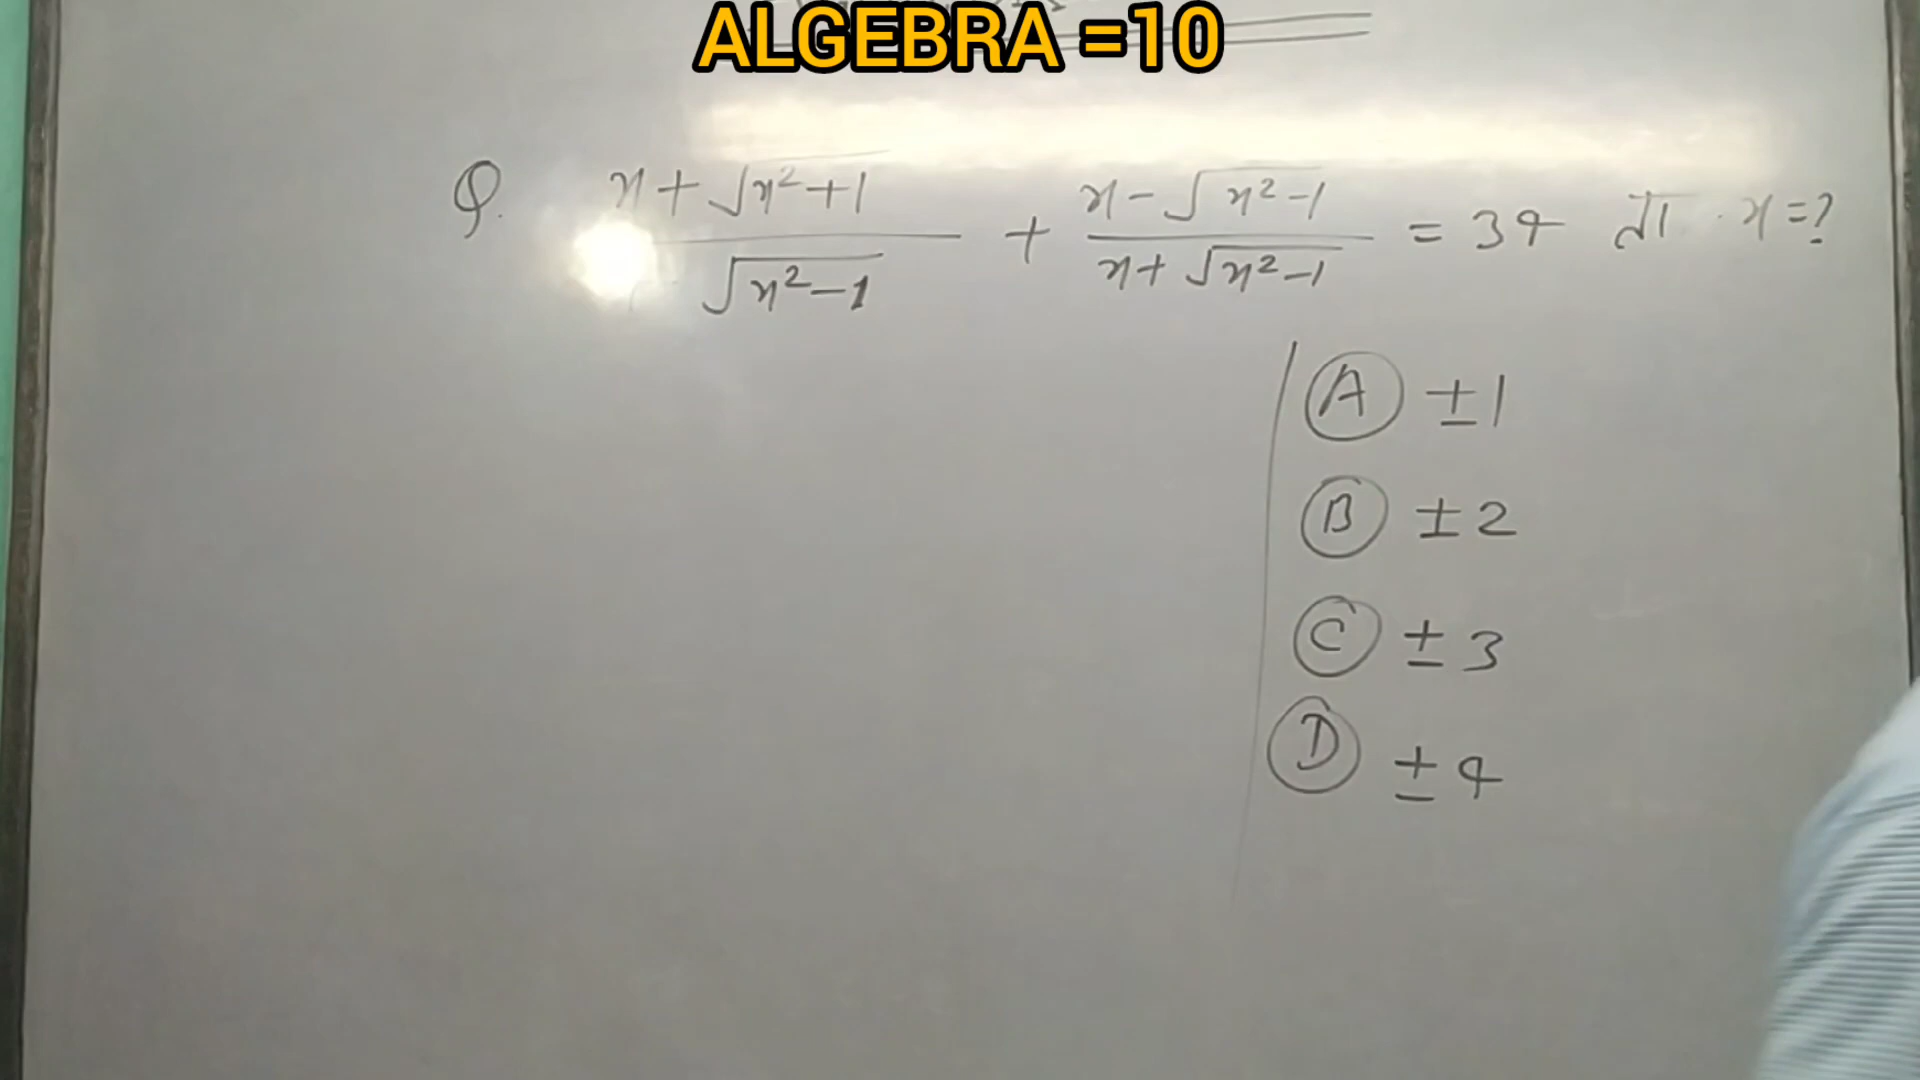 ALGEBRA =10
Q. x+√x²+1 / √x²-1 + x-√x²-1 / x+√x²-1 = 34 तो x=?
(A) ±1
(B) ±2
(C) ±3
(D) ±4